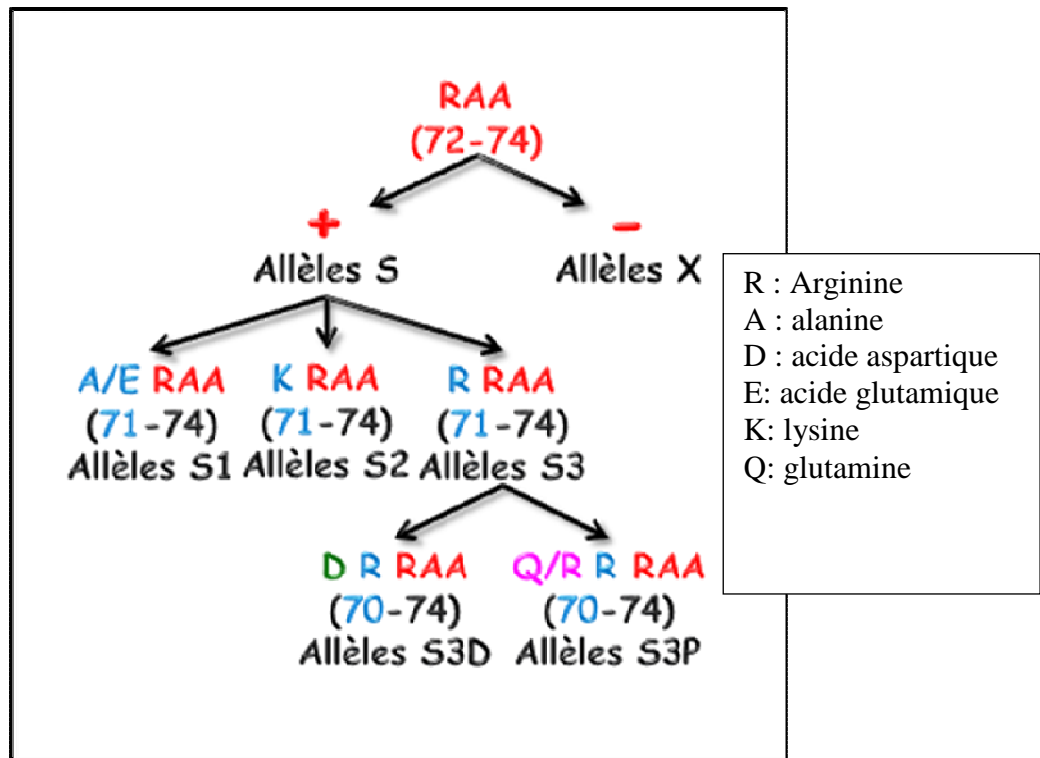 RAA
(72-74)
+ -
Allèles S Allèles X
A/E RAA K RAA R RAA
(71-74) (71-74) (71-74)
Allèles S1 Allèles S2 Allèles S3
D R RAA Q/R R RAA
(70-74) (70-74)
Allèles S3D Allèles S3P
R : Arginine
A : alanine
D : acide aspartique
E: acide glutamique
K: lysine
Q: glutamine